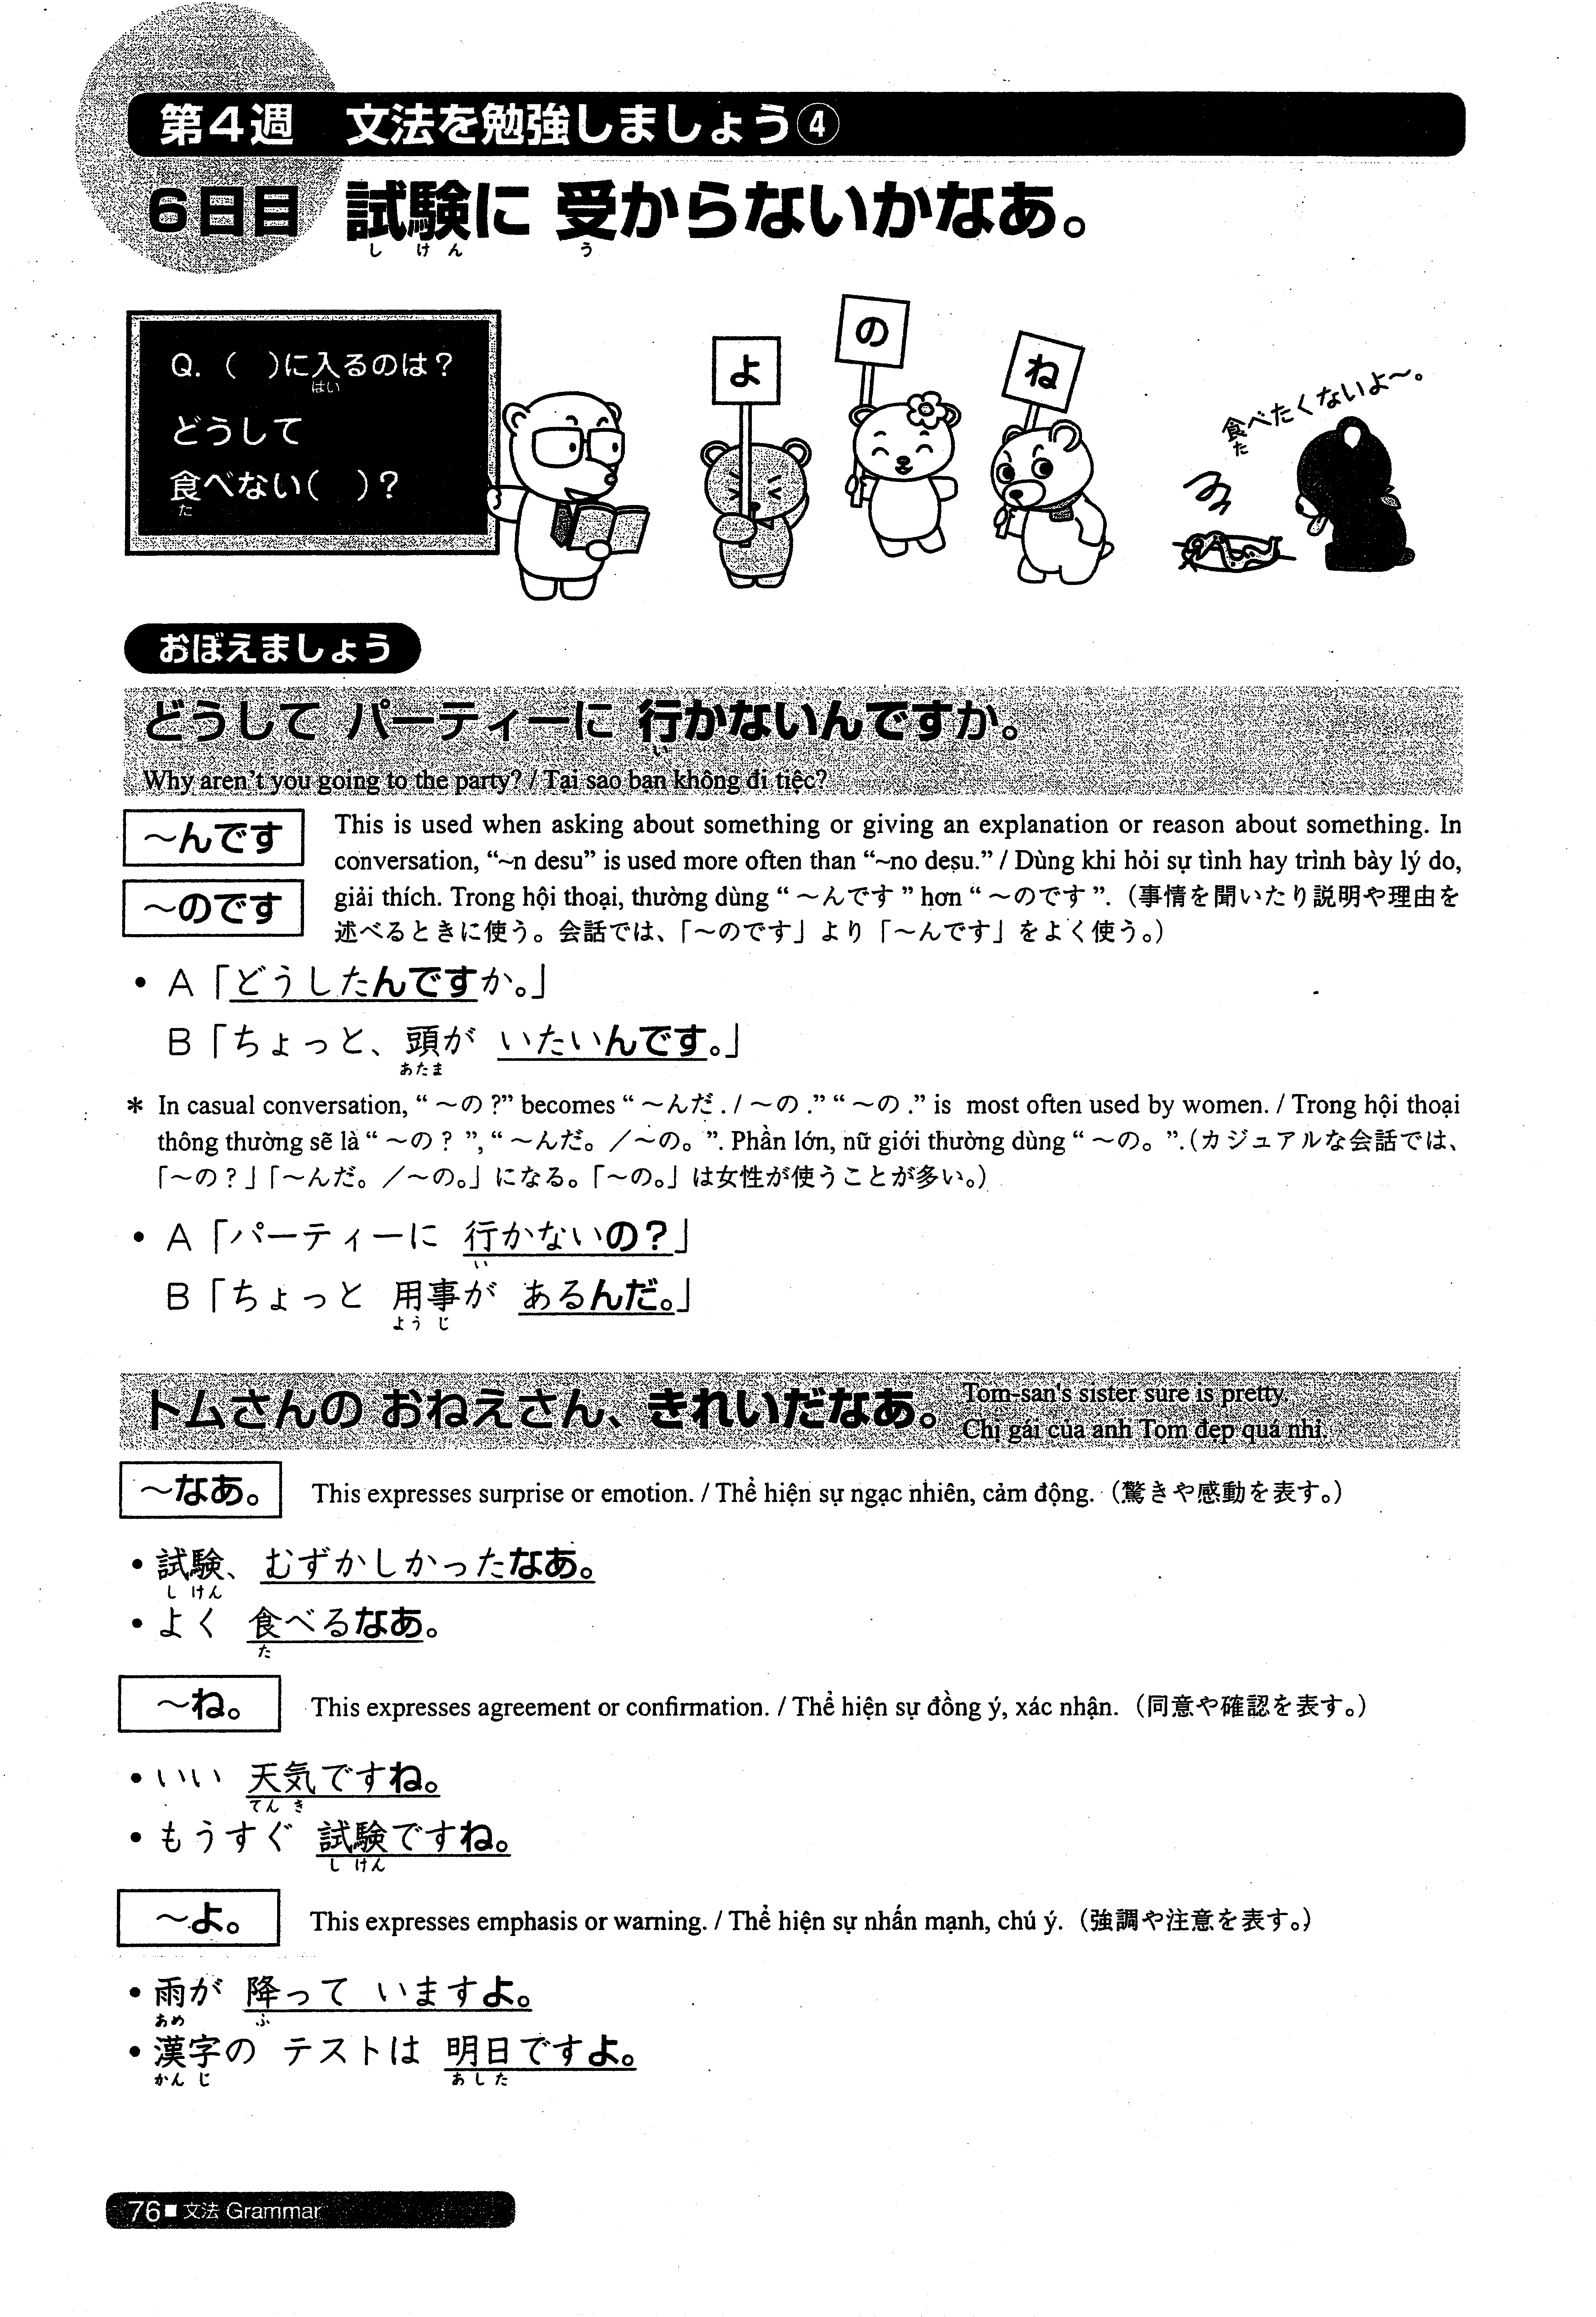 第4週　文法を勉強しましょう④
6日目　試験に 受からないかなあ。
し けん う
Q.（　）に入るのは？
はい
どうして
食べない（　）？
た
よ
の
ね
食べたくないよ〜。
た
おぼえましょう
どうして パーティーに 行かないんですか。
い
Why aren't you going to the party? / Tại sao bạn không đi tiệc?
〜んです
〜のです
This is used when asking about something or giving an explanation or reason about something. In
conversation, “~n desu” is used more often than “~no desu.” / Dùng khi hỏi sự tình hay trình bày lý do,
giải thích. Trong hội thoại, thường dùng “ 〜んです ” hơn “ 〜のです ”.（事情を聞いたり説明や理由を
述べるときに使う。会話では、「〜のです」より「〜んです」をよく使う。）
• A「どうしたんですか。」
B「ちょっと、頭が いたいんです。」
あたま
＊ In casual conversation, “ 〜の ?” becomes “ 〜んだ . / 〜の .” “ 〜の .” is most often used by women. / Trong hội thoại
thông thường sẽ là “ 〜の？ ”, “ 〜んだ。／〜の。 ”. Phần lớn, nữ giới thường dùng “ 〜の。 ”.（カジュアルな会話では、
「〜の？」「〜んだ。／〜の。」になる。「〜の。」は女性が使うことが多い。）
• A「パーティーに 行かないの？」
い
B「ちょっと 用事が あるんだ。」
よう じ
トムさんの おねえさん、きれいだなあ。
Tom-san's sister sure is pretty.
Chị gái của anh Tom đẹp quá nhỉ.
〜なあ。
This expresses surprise or emotion. / Thể hiện sự ngạc nhiên, cảm động.（驚きや感動を表す。）
• 試験、むずかしかったなあ。
し けん
• よく 食べるなあ。
た
〜ね。
This expresses agreement or confirmation. / Thể hiện sự đồng ý, xác nhận.（同意や確認を表す。）
• いい 天気ですね。
てん き
• もうすぐ 試験ですね。
し けん
〜よ。
This expresses emphasis or warning. / Thể hiện sự nhấn mạnh, chú ý.（強調や注意を表す。）
• 雨が 降って いますよ。
あめ ふ
• 漢字の テストは 明日ですよ。
かん じ あした
76■文法 Grammar